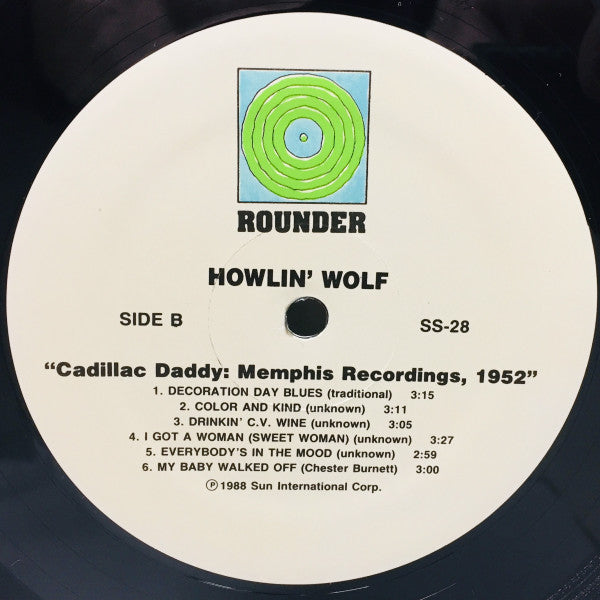 ROUNDER
HOWLIN' WOLF
SIDE B
SS-28
"Cadillac Daddy: Memphis Recordings, 1952"
1. DECORATION DAY BLUES (traditional) 3:15
2. COLOR AND KIND (unknown) 3:11
3. DRINKIN' C.V. WINE (unknown) 3:05
4. I GOT A WOMAN (SWEET WOMAN) (unknown) 3:27
5. EVERYBODY'S IN THE MOOD (unknown) 2:59
6. MY BABY WALKED OFF (Chester Burnett) 3:00
℗ 1988 Sun International Corp.